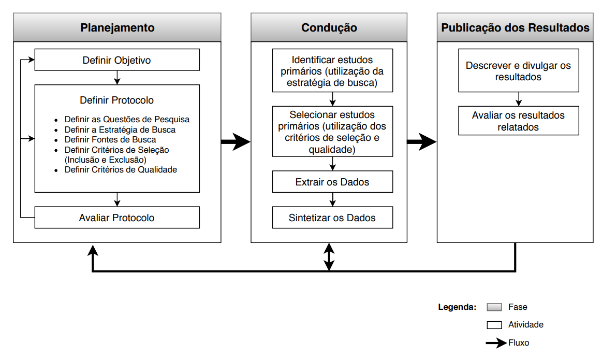 Planejamento
Definir Objetivo
Definir Protocolo
• Definir as Questões de Pesquisa
• Definir a Estratégia de Busca
• Definir Fontes de Busca
• Definir Critérios de Seleção
(Inclusão e Exclusão)
• Definir Critérios de Qualidade
Avaliar Protocolo
Condução
Identificar estudos
primários (utilização da
estratégia de busca)
Selecionar estudos
primários (utilização dos
critérios de seleção e
qualidade)
Extrair os Dados
Sintetizar os Dados
Publicação dos Resultados
Descrever e divulgar os
resultados
Avaliar os resultados
relatados
Legenda:
Fase
Atividade
Fluxo